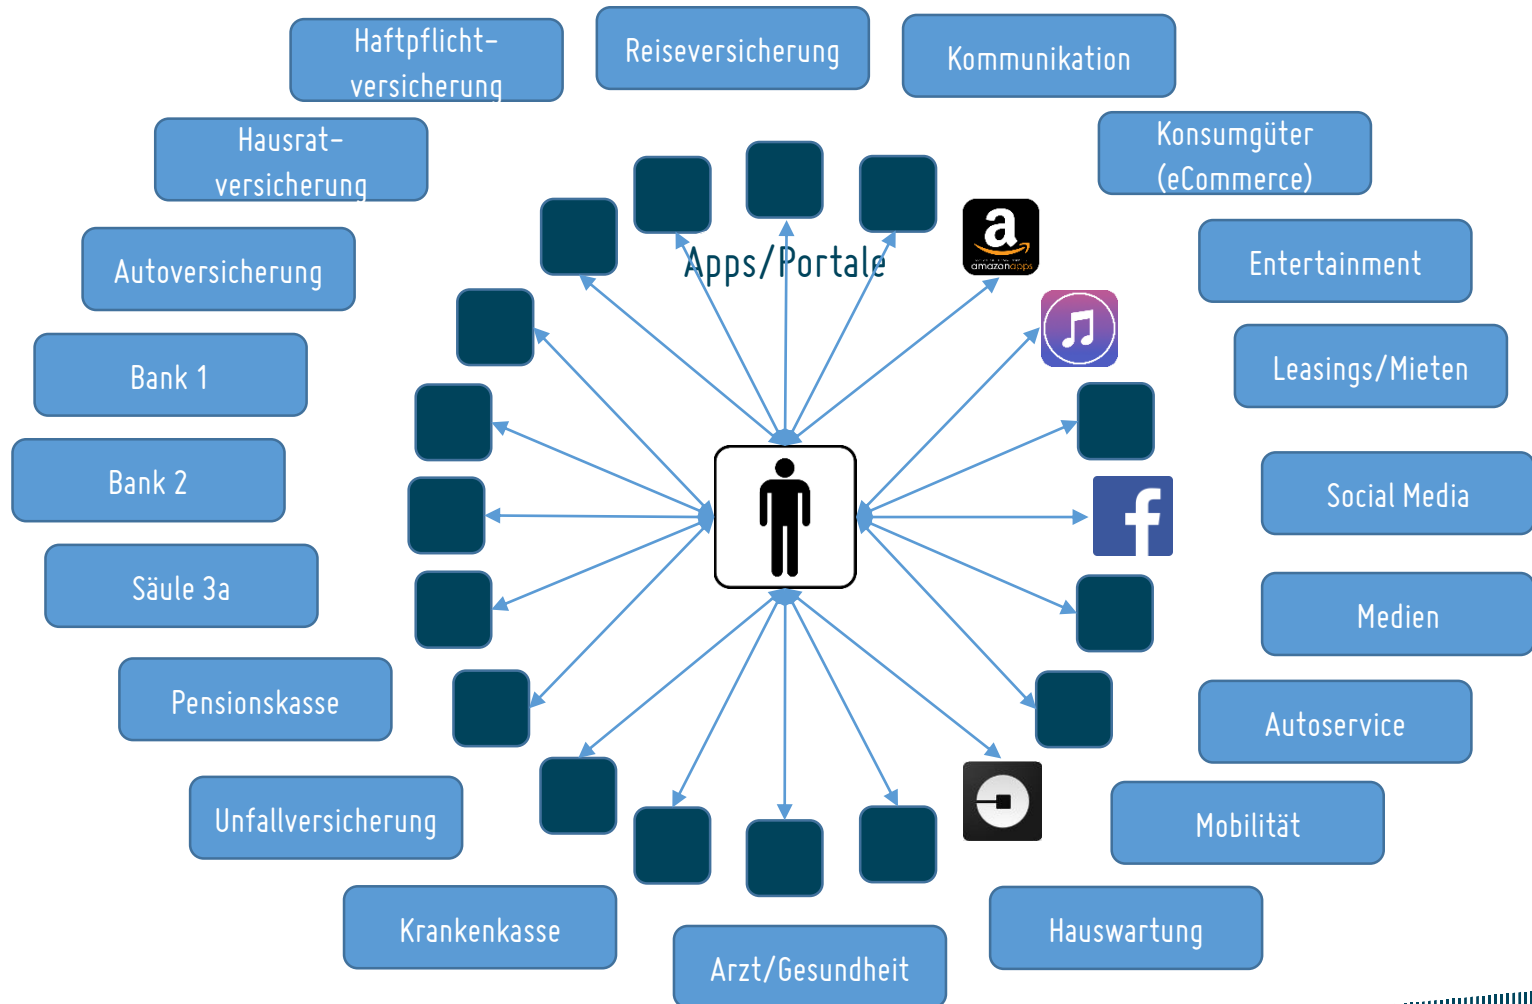 Haftpflicht-
versicherung
Reiseversicherung
Kommunikation
Hausrat-
versicherung
Konsumgüter
(eCommerce)
Autoversicherung
Apps/Portale
a
amazonapps
Entertainment
Bank 1
Leasings/Mieten
Bank 2
f
Social Media
Säule 3a
Medien
Pensionskasse
Autoservice
Unfallversicherung
Mobilität
Krankenkasse
Hauswartung
Arzt/Gesundheit